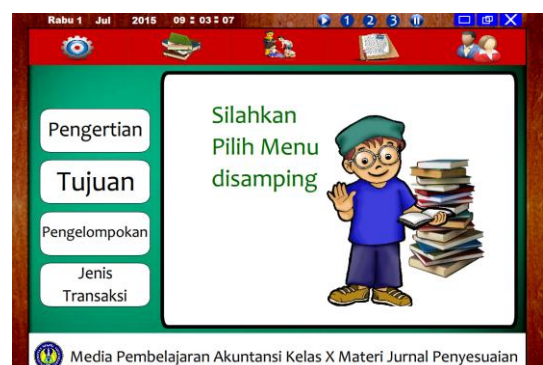 Rabu 1 Jul 2015 09 : 03 : 07
1 2 3
Pengertian
Tujuan
Pengelompokan
Jenis
Transaksi
Silahkan
Pilih Menu
disamping
Media Pembelajaran Akuntansi Kelas X Materi Jurnal Penyesuaian